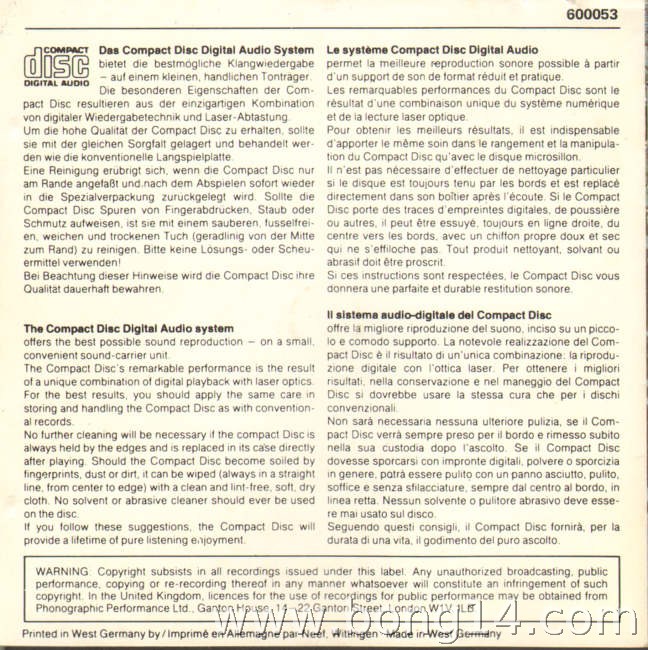 600053
COMPACT
disc
DIGITAL AUDIO
Das Compact Disc Digital Audio System
bietet die bestmögliche Klangwiedergabe
– auf einem kleinen, handlichen Tonträger.
Die besonderen Eigenschaften der Com-
pact Disc resultieren aus der einzigartigen Kombination
von digitaler Wiedergabetechnik und Laser-Abtastung.
Um die hohe Qualität der Compact Disc zu erhalten, sollte
sie mit der gleichen Sorgfalt gelagert und behandelt wer-
den wie die konventionelle Langspielplatte.
Eine Reinigung erübrigt sich, wenn die Compact Disc nur
am Rande angefaßt und nach dem Abspielen sofort wieder
in die Spezialverpackung zurückgelegt wird. Sollte die
Compact Disc Spuren von Fingerabdrücken, Staub oder
Schmutz aufweisen, ist sie mit einem sauberen, fusselfrei-
en, weichen und trockenen Tuch (geradlinig von der Mitte
zum Rand) zu reinigen. Bitte keine Lösungs- oder Scheu-
ermittel verwenden!
Bei Beachtung dieser Hinweise wird die Compact Disc ihre
Qualität dauerhaft bewahren.
The Compact Disc Digital Audio system
offers the best possible sound reproduction – on a small,
convenient sound-carrier unit.
The Compact Disc's remarkable performance is the result
of a unique combination of digital playback with laser optics.
For the best results, you should apply the same care in
storing and handling the Compact Disc as with convention-
al records.
No further cleaning will be necessary if the compact Disc is
always held by the edges and is replaced in its case directly
after playing. Should the Compact Disc become soiled by
fingerprints, dust or dirt, it can be wiped (always in a straight
line, from center to edge) with a clean and lint-free, soft, dry
cloth. No solvent or abrasive cleaner should ever be used
on the disc.
If you follow these suggestions, the Compact Disc will
provide a lifetime of pure listening enjoyment.
Le système Compact Disc Digital Audio
permet la meilleure reproduction sonore possible à partir
d'un support de son de format réduit et pratique.
Les remarquables performances du Compact Disc sont le
résultat d'une combinaison unique du système numérique
et de la lecture laser optique.
Pour obtenir les meilleurs résultats, il est indispensable
d'apporter le même soin dans le rangement et la manipula-
tion du Compact Disc qu'avec le disque microsillon.
Il n'est pas nécessaire d'effectuer de nettoyage particulier
si le disque est toujours tenu par les bords et est replacé
directement dans son boîtier après l'écoute. Si le Compact
Disc porte des traces d'empreintes digitales, de poussière
ou autres, il peut être essuyé, toujours en ligne droite, du
centre vers les bords, avec un chiffon propre doux et sec
qui ne s'effiloche pas. Tout produit nettoyant, solvant ou
abrasif doit être proscrit.
Si ces instructions sont respectées, le Compact Disc vous
donnera une parfaite et durable restitution sonore.
Il sistema audio-digitale del Compact Disc
offre la migliore riproduzione del suono, inciso su un picco-
lo e comodo supporto. La notevole realizzazione del Com-
pact Disc è il risultato di un'unica combinazione: la riprodu-
zione digitale con l'ottica laser. Per ottenere i migliori
risultati, nella conservazione e nel maneggio del Compact
Disc si dovrebbe usare la stessa cura che per i dischi
convenzionali.
Non sarà necessaria nessuna ulteriore pulizia, se il Com-
pact Disc verrà sempre preso per il bordo e rimesso subito
nella sua custodia dopo l'ascolto. Se il Compact Disc
dovesse sporcarsi con impronte digitali, polvere o sporcizia
in genere, potrà essere pulito con un panno asciutto, pulito,
soffice e senza sfilacciature, sempre dal centro al bordo, in
linea retta. Nessun solvente o pulitore abrasivo deve esse-
re mai usato sul disco.
Seguendo questi consigli, il Compact Disc fornirà, per la
durata di una vita, il godimento del puro ascolto.
WARNING: Copyright subsists in all recordings issued under this label. Any unauthorized broadcasting, public
performance, copying or re-recording thereof in any manner whatsoever will constitute an infringement of such
copyright. In the United Kingdom, licences for the use of recordings for public performance may be obtained from
Phonographic Performance Ltd., Ganton House, 14–22 Ganton Street, London W1V 1LB
Printed in West Germany by / Imprimé en Allemagne par Neef, Wittingen · Made in West Germany
www.bong14.com